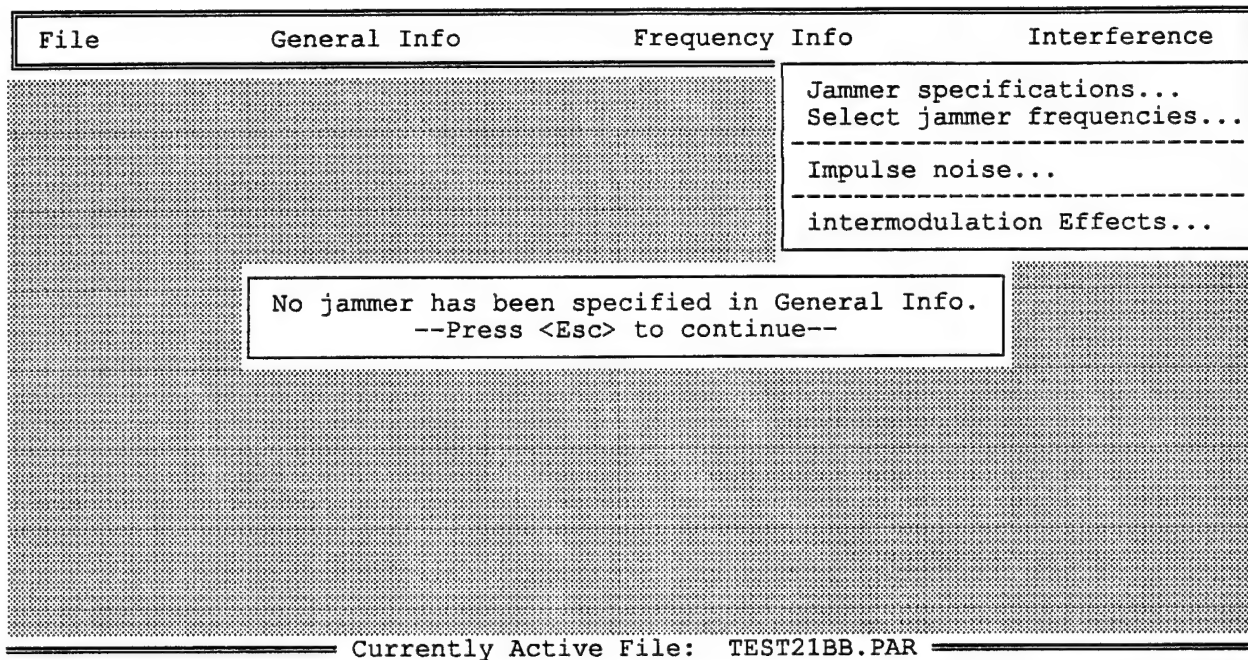 File General Info Frequency Info Interference
Jammer specifications...
Select jammer frequencies...
Impulse noise...
intermodulation Effects...
No jammer has been specified in General Info.
--Press <Esc> to continue--
Currently Active File: TEST21BB.PAR